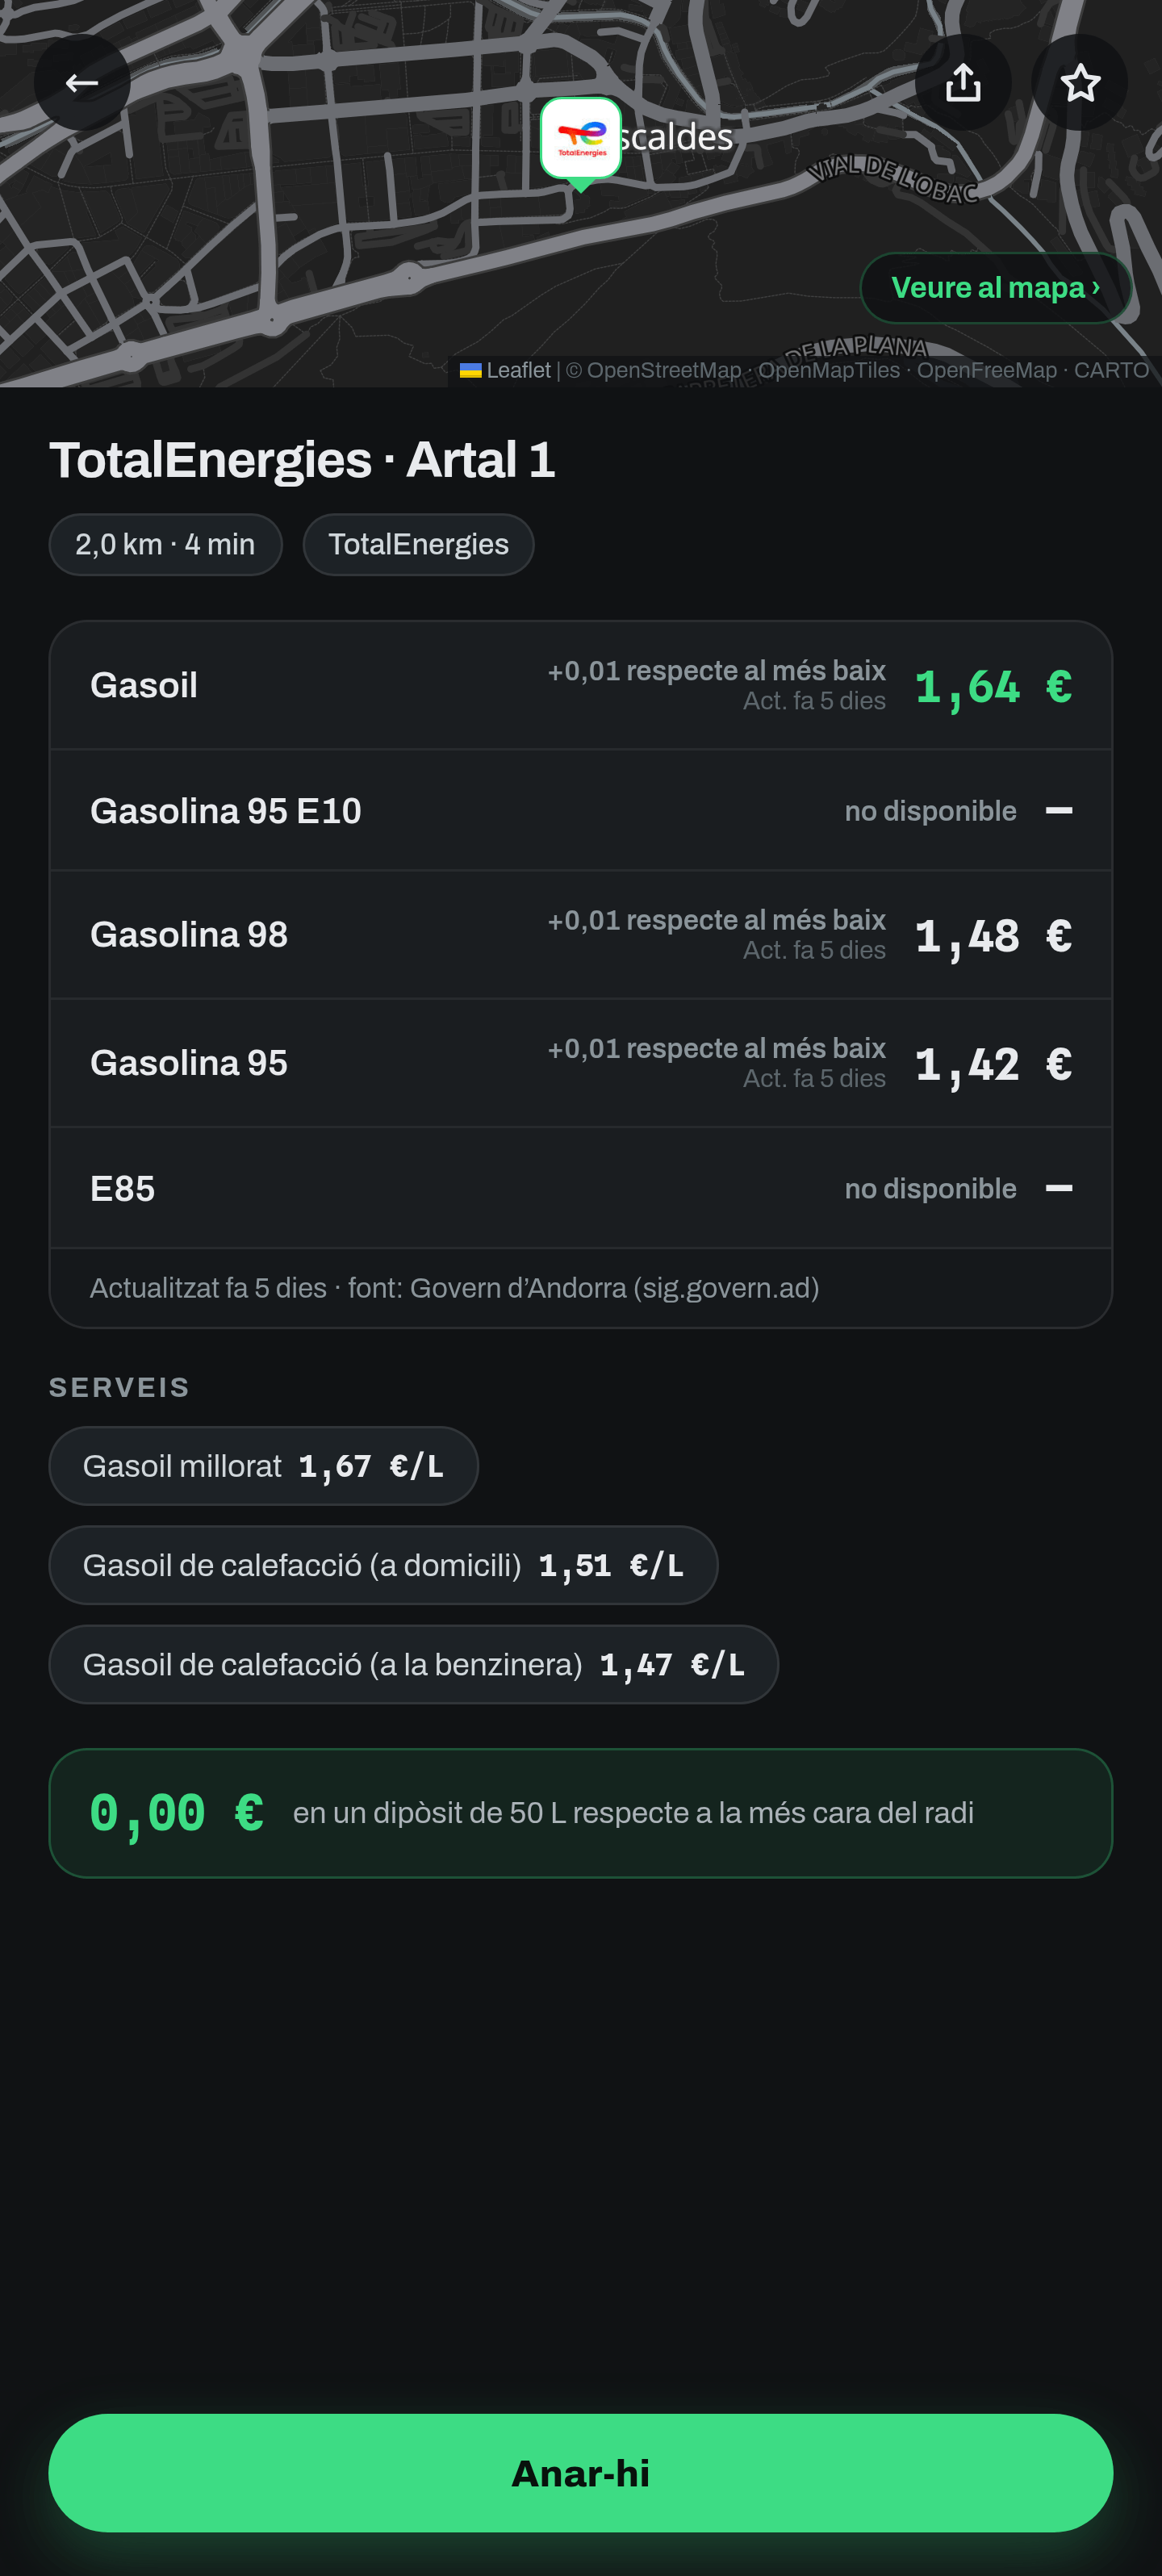 TotalEnergies
scaldes
VIAL DE L'OBAC
Veure al mapa ›
DE LA PLANA
Leaflet | © OpenStreetMap · OpenMapTiles · OpenFreeMap · CARTO
TotalEnergies · Artal 1
2,0 km · 4 min
TotalEnergies
Gasoil
+0,01 respecte al més baix
Act. fa 5 dies
1,64 €
Gasolina 95 E10
no disponible –
Gasolina 98
+0,01 respecte al més baix
Act. fa 5 dies
1,48 €
Gasolina 95
+0,01 respecte al més baix
Act. fa 5 dies
1,42 €
E85
no disponible –
Actualitzat fa 5 dies · font: Govern d’Andorra (sig.govern.ad)
SERVEIS
Gasoil millorat 1,67 €/L
Gasoil de calefacció (a domicili) 1,51 €/L
Gasoil de calefacció (a la benzinera) 1,47 €/L
0,00 € en un dipòsit de 50 L respecte a la més cara del radi
Anar-hi